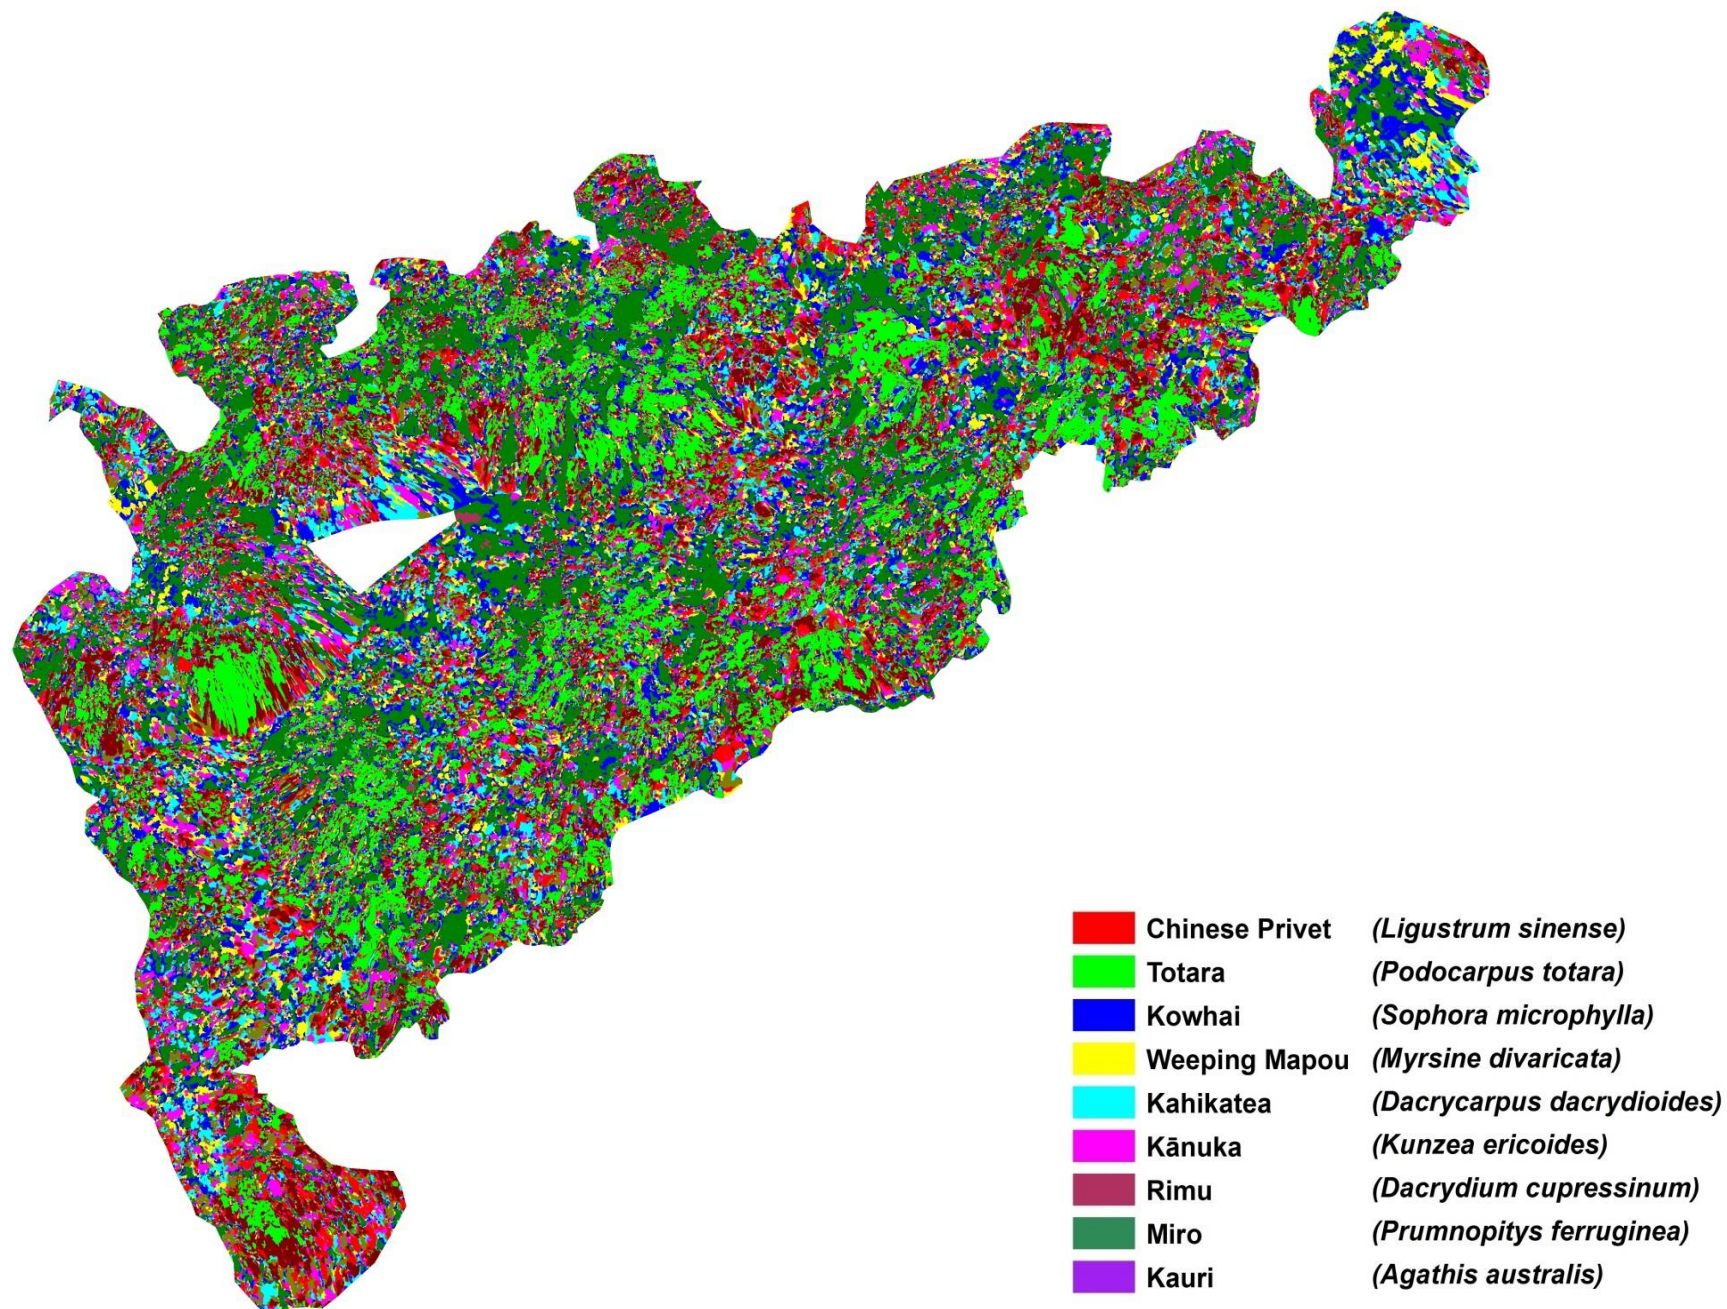 Chinese Privet (Ligustrum sinense)
Totara (Podocarpus totara)
Kowhai (Sophora microphylla)
Weeping Mapou (Myrsine divaricata)
Kahikatea (Dacrycarpus dacrydioides)
Kānuka (Kunzea ericoides)
Rimu (Dacrydium cupressinum)
Miro (Prumnopitys ferruginea)
Kauri (Agathis australis)